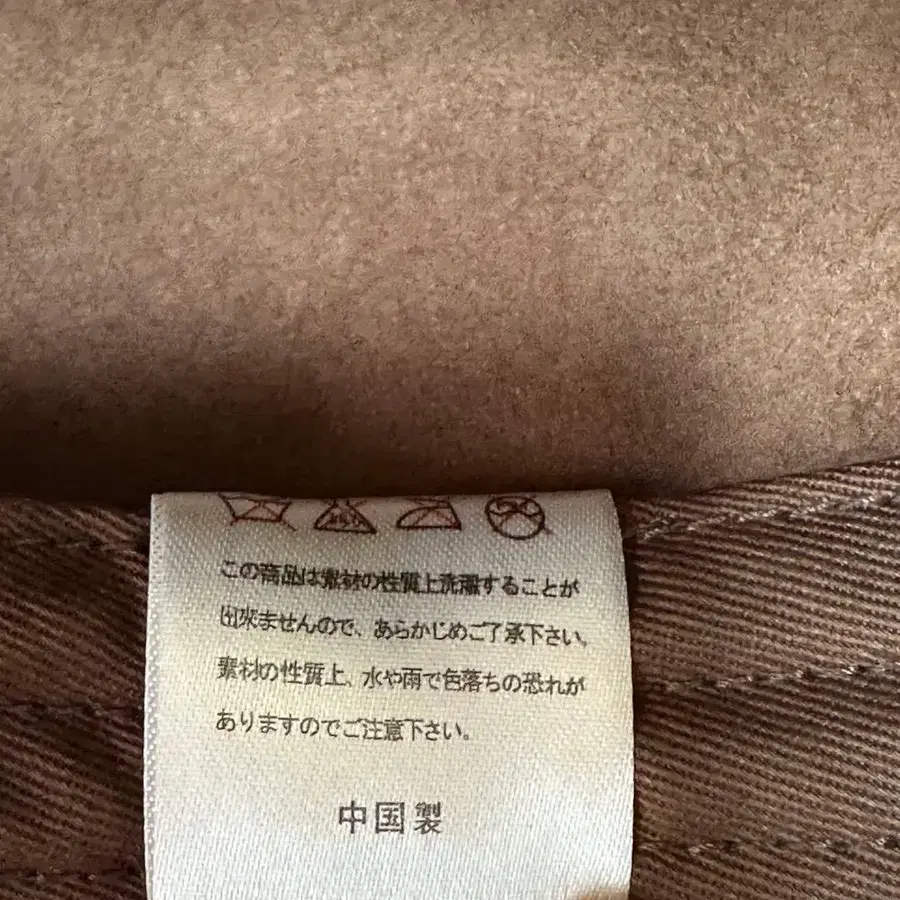 この商品は素材の性質上洗濯することが
出来ませんので、あらかじめご了承下さい。
素材の性質上、水や雨で色落ちの恐れが
ありますのでご注意下さい。
中国製